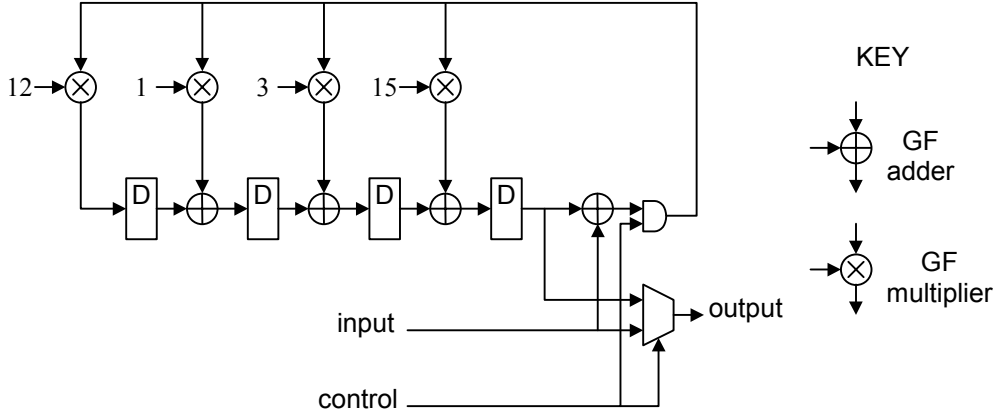 KEY
12
1
3
15
GF
adder
D
D
D
D
GF
multiplier
input
output
control